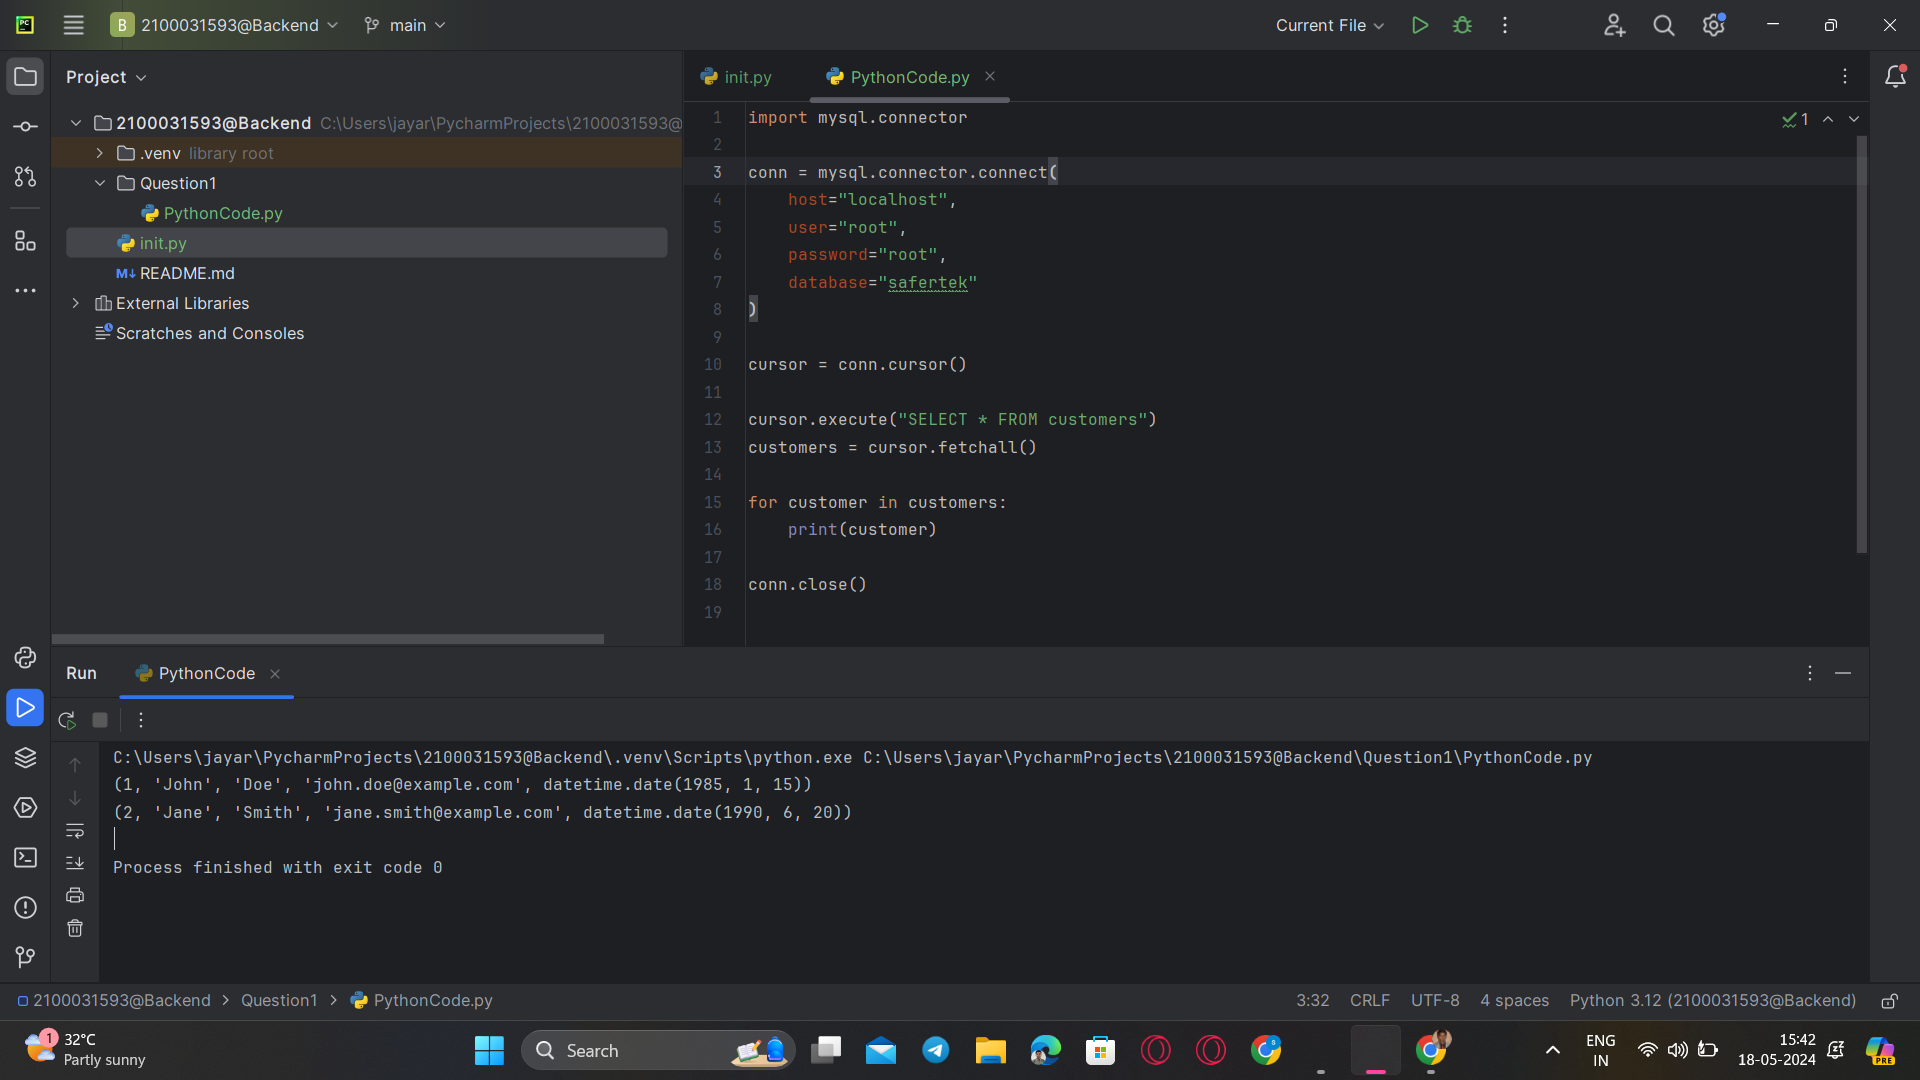 PC
B 2100031593@Backend main Current File
Project
init.py PythonCode.py
2100031593@Backend C:\Users\jayar\PycharmProjects\2100031593@
.venv library root
Question1
PythonCode.py
init.py
M↓ README.md
External Libraries
Scratches and Consoles
1
1 import mysql.connector
2
3 conn = mysql.connector.connect(
4 host="localhost",
5 user="root",
6 password="root",
7 database="safertek"
8 )
9
10 cursor = conn.cursor()
11
12 cursor.execute("SELECT * FROM customers")
13 customers = cursor.fetchall()
14
15 for customer in customers:
16 print(customer)
17
18 conn.close()
19
Run PythonCode
C:\Users\jayar\PycharmProjects\2100031593@Backend\.venv\Scripts\python.exe C:\Users\jayar\PycharmProjects\2100031593@Backend\Question1\PythonCode.py
(1, 'John', 'Doe', 'john.doe@example.com', datetime.date(1985, 1, 15))
(2, 'Jane', 'Smith', 'jane.smith@example.com', datetime.date(1990, 6, 20))
Process finished with exit code 0
2100031593@Backend > Question1 > PythonCode.py 3:32 CRLF UTF-8 4 spaces Python 3.12 (2100031593@Backend)
1
32°C
Partly sunny
Search
ENG
IN
15:42
18-05-2024
PRE